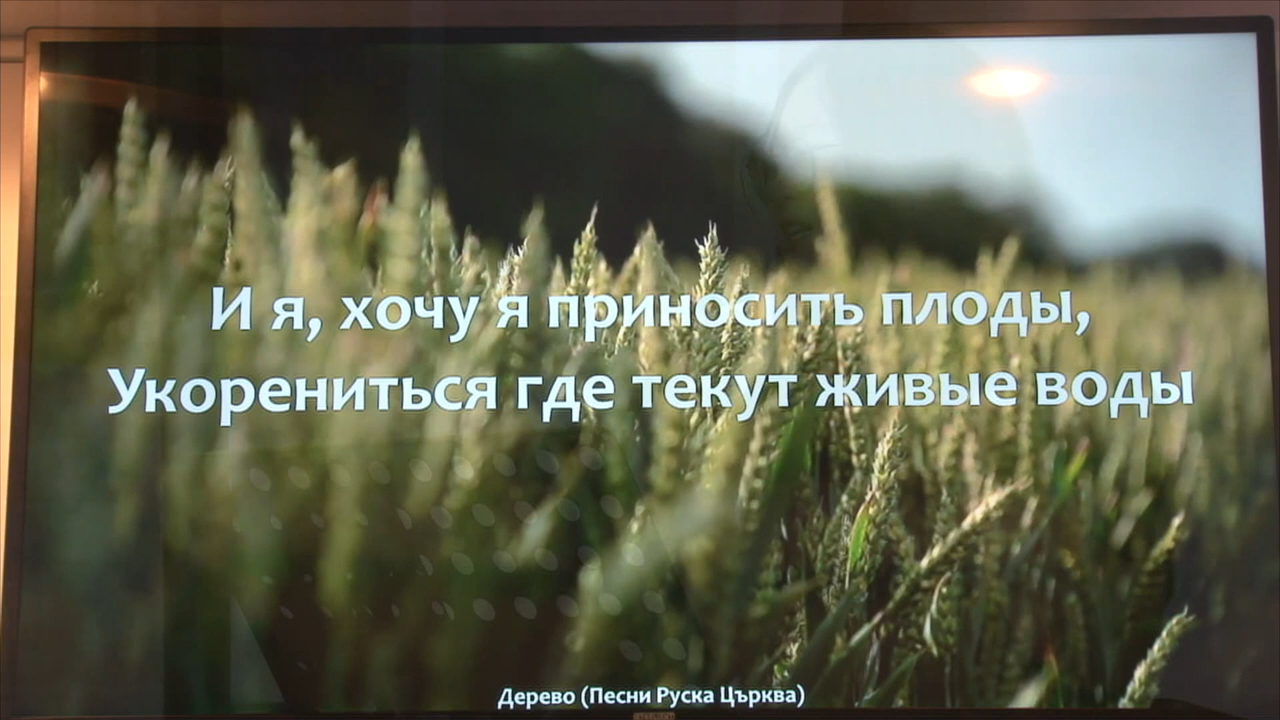 И я, хочу я приносить плоды,
Укорениться где текут живые воды
Дерево (Песни Руска Църква)